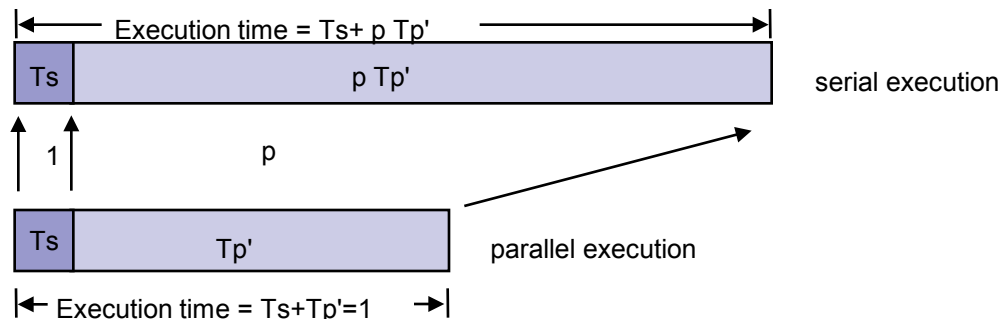 Execution time = Ts+ p Tp'
Ts
p Tp'
serial execution
1
p
Ts
Tp'
parallel execution
Execution time = Ts+Tp'=1